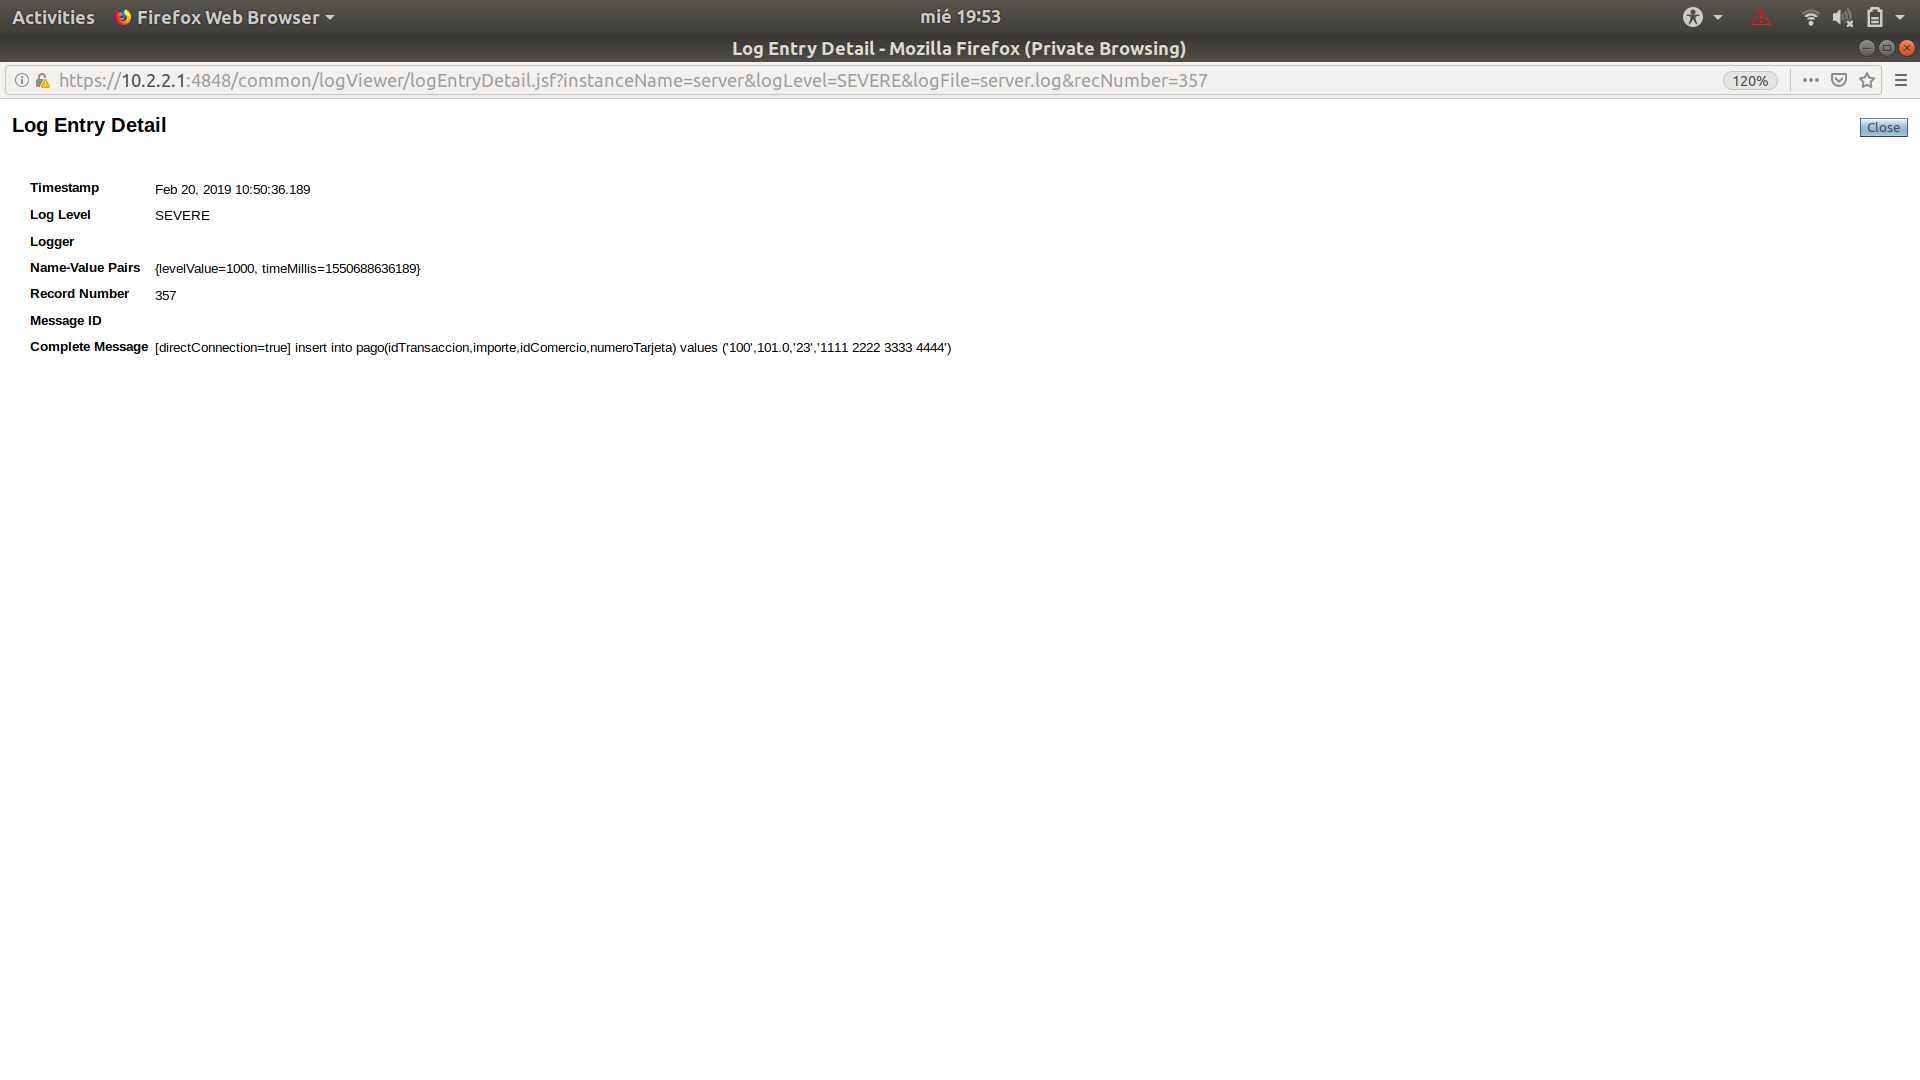 Activities Firefox Web Browser mié 19:53
Log Entry Detail - Mozilla Firefox (Private Browsing)
https://10.2.2.1:4848/common/logViewer/logEntryDetail.jsf?instanceName=server&logLevel=SEVERE&logFile=server.log&recNumber=357 120%
Log Entry Detail Close
Timestamp Feb 20, 2019 10:50:36.189
Log Level SEVERE
Logger
Name-Value Pairs {levelValue=1000, timeMillis=1550688636189}
Record Number 357
Message ID
Complete Message [directConnection=true] insert into pago(idTransaccion,importe,idComercio,numeroTarjeta) values ('100',101.0,'23','1111 2222 3333 4444')